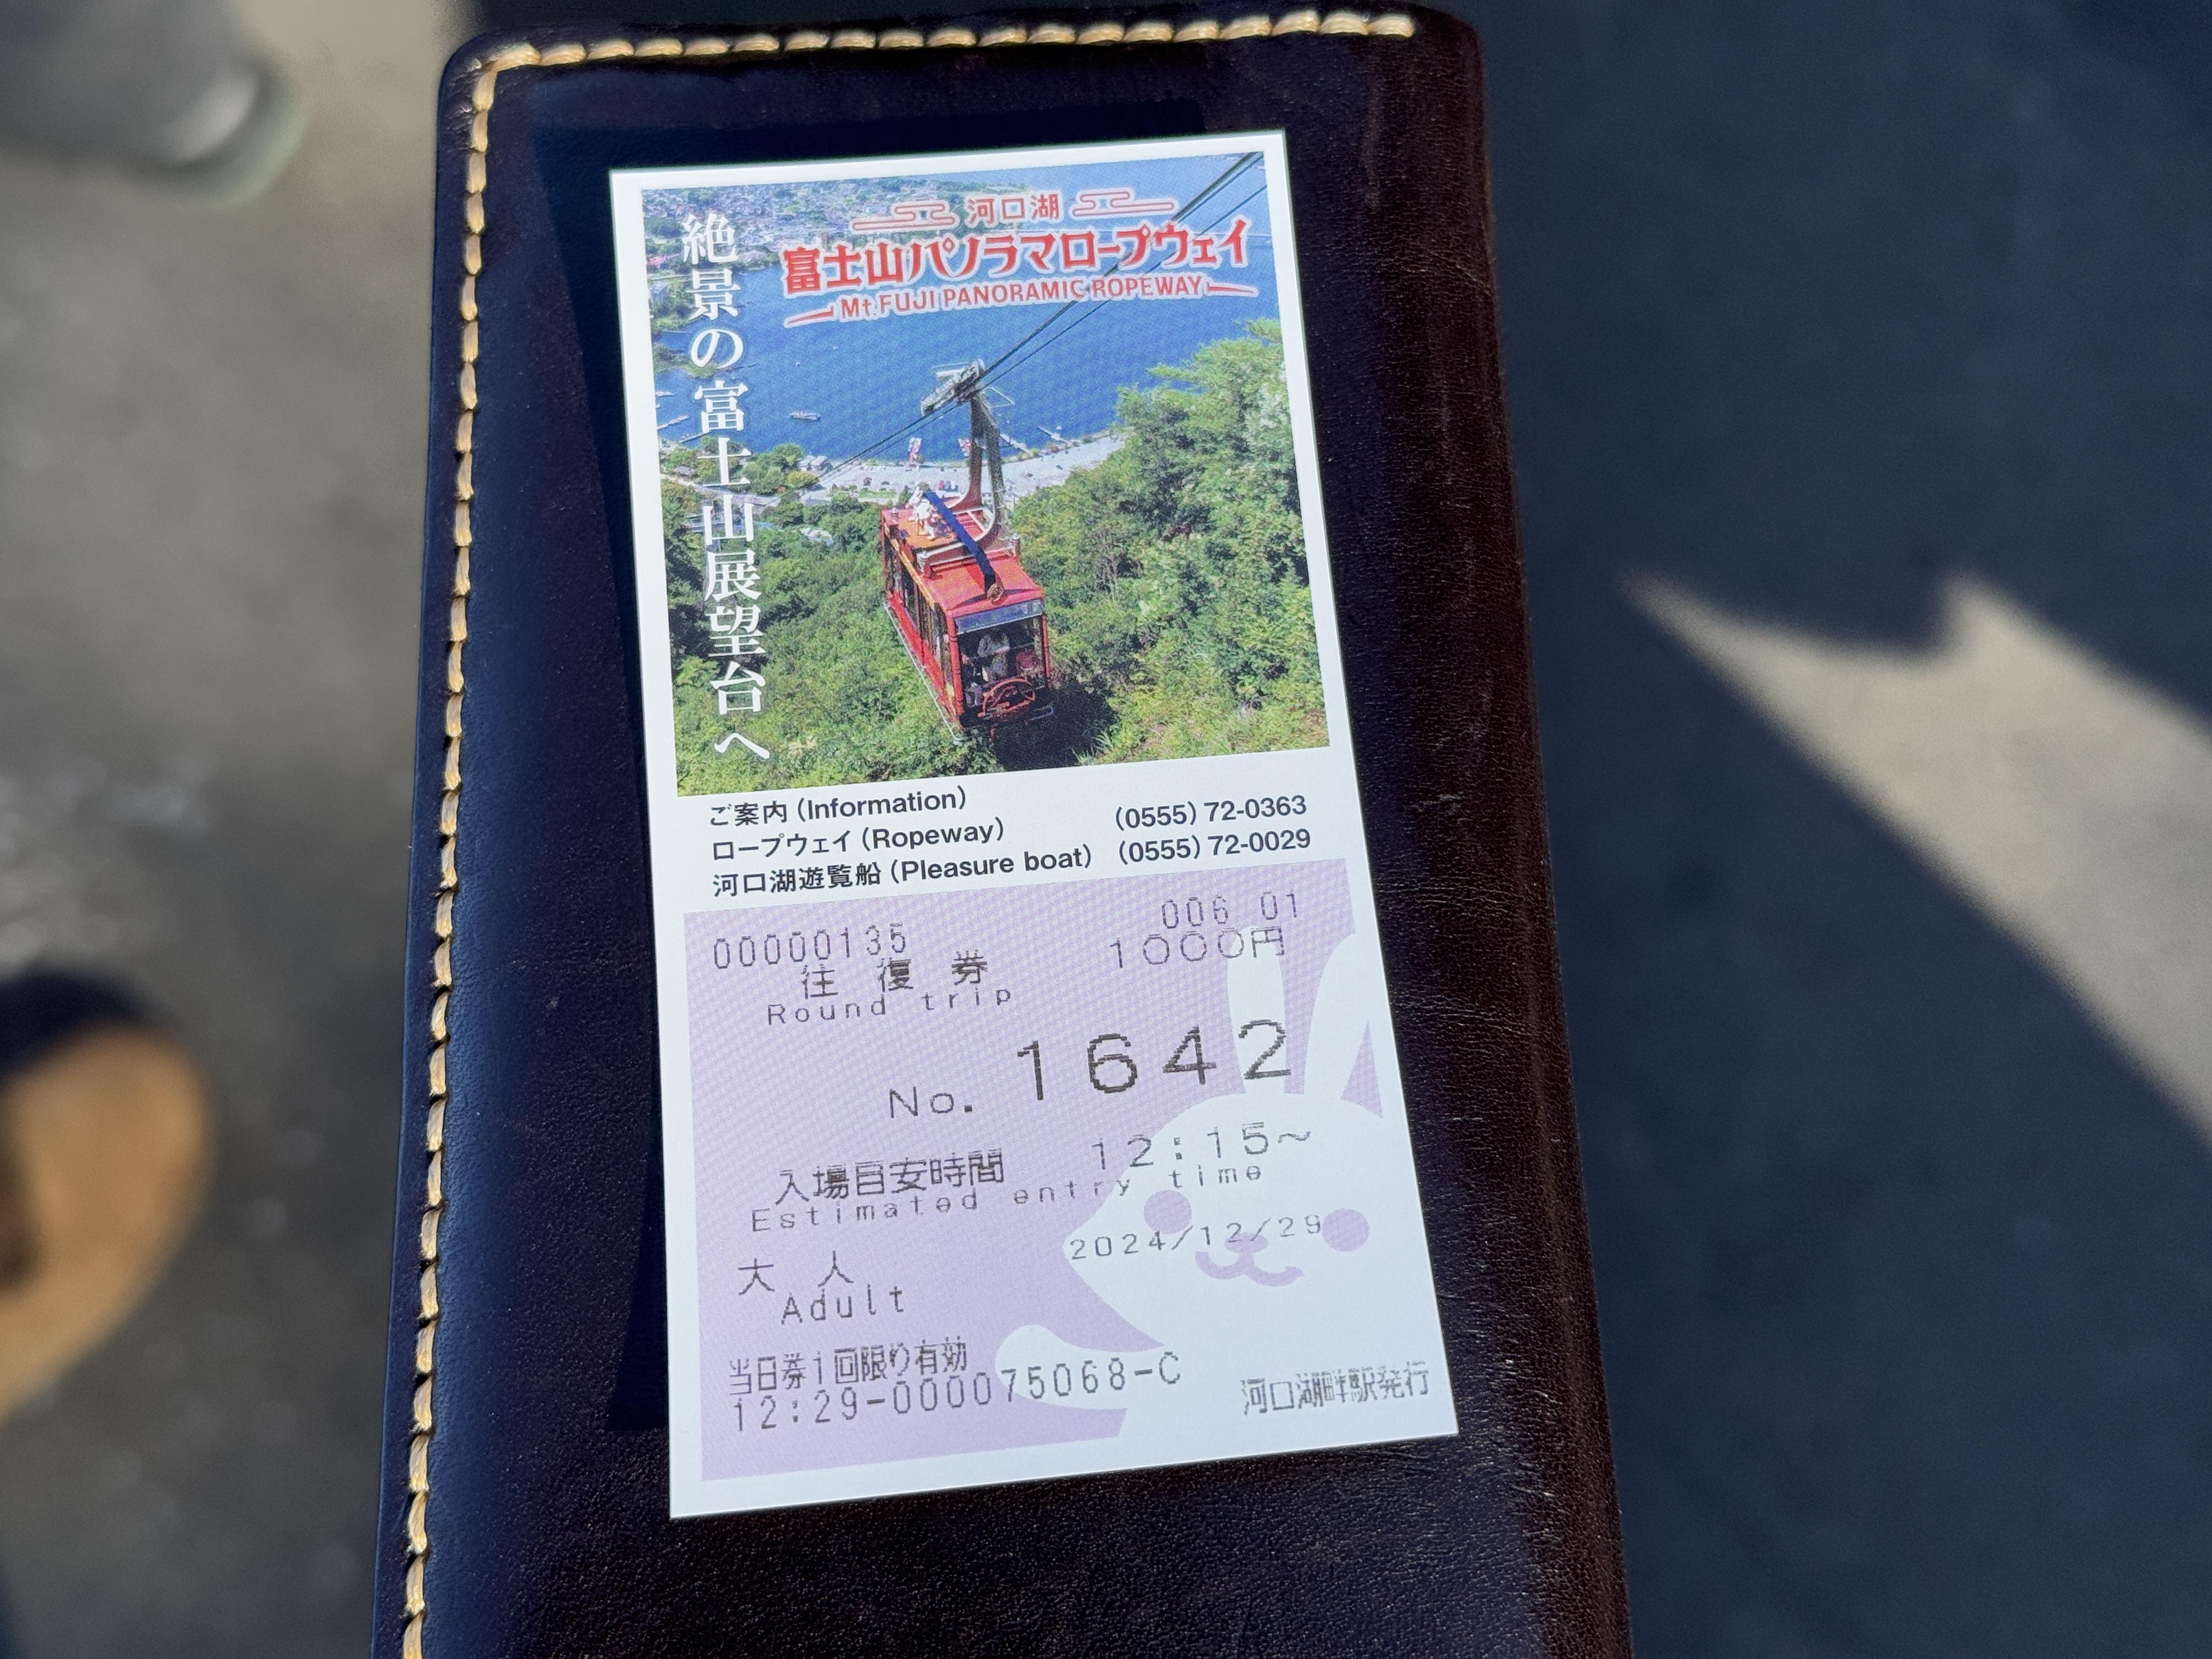 河口湖
富士山パノラマロープウェイ
Mt.FUJI PANORAMIC ROPEWAY
絶景の富士山展望台へ
ご案内 (Information)
ロープウェイ (Ropeway) (0555) 72-0363
河口湖遊覧船 (Pleasure boat) (0555) 72-0029
00000135 006 01
往復券 1000円
Round trip
No. 1642
入場目安時間 12:15~
Estimated entry time
2024/12/29
大人
Adult
当日券1回限り有効
12:29-000075068-C
河口湖畔駅発行